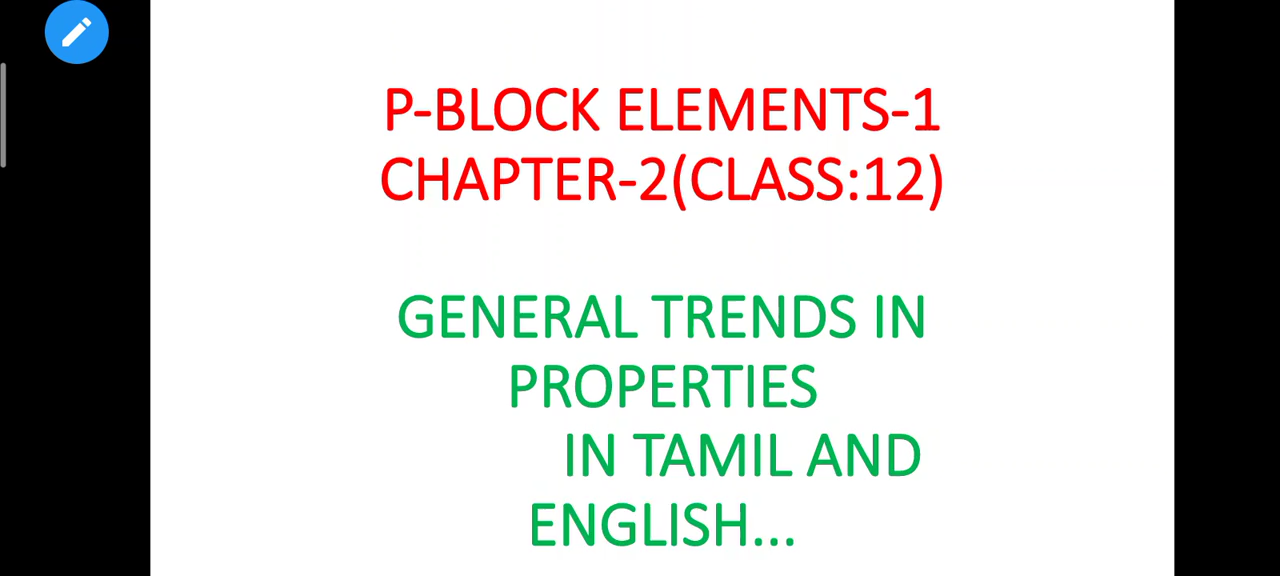 P-BLOCK ELEMENTS-1
CHAPTER-2(CLASS:12)
GENERAL TRENDS IN
PROPERTIES
IN TAMIL AND
ENGLISH...